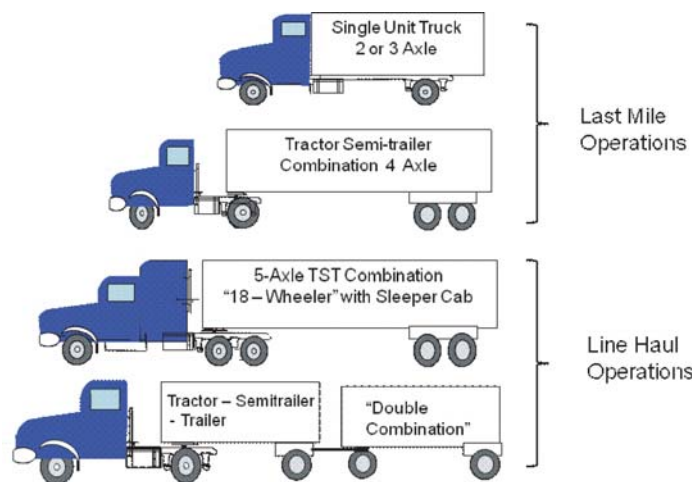 Single Unit Truck
2 or 3 Axle
Last Mile
Operations
Tractor Semi-trailer
Combination 4 Axle
5-Axle TST Combination
“18 – Wheeler” with Sleeper Cab
Line Haul
Operations
Tractor – Semitrailer
- Trailer
“Double
Combination”